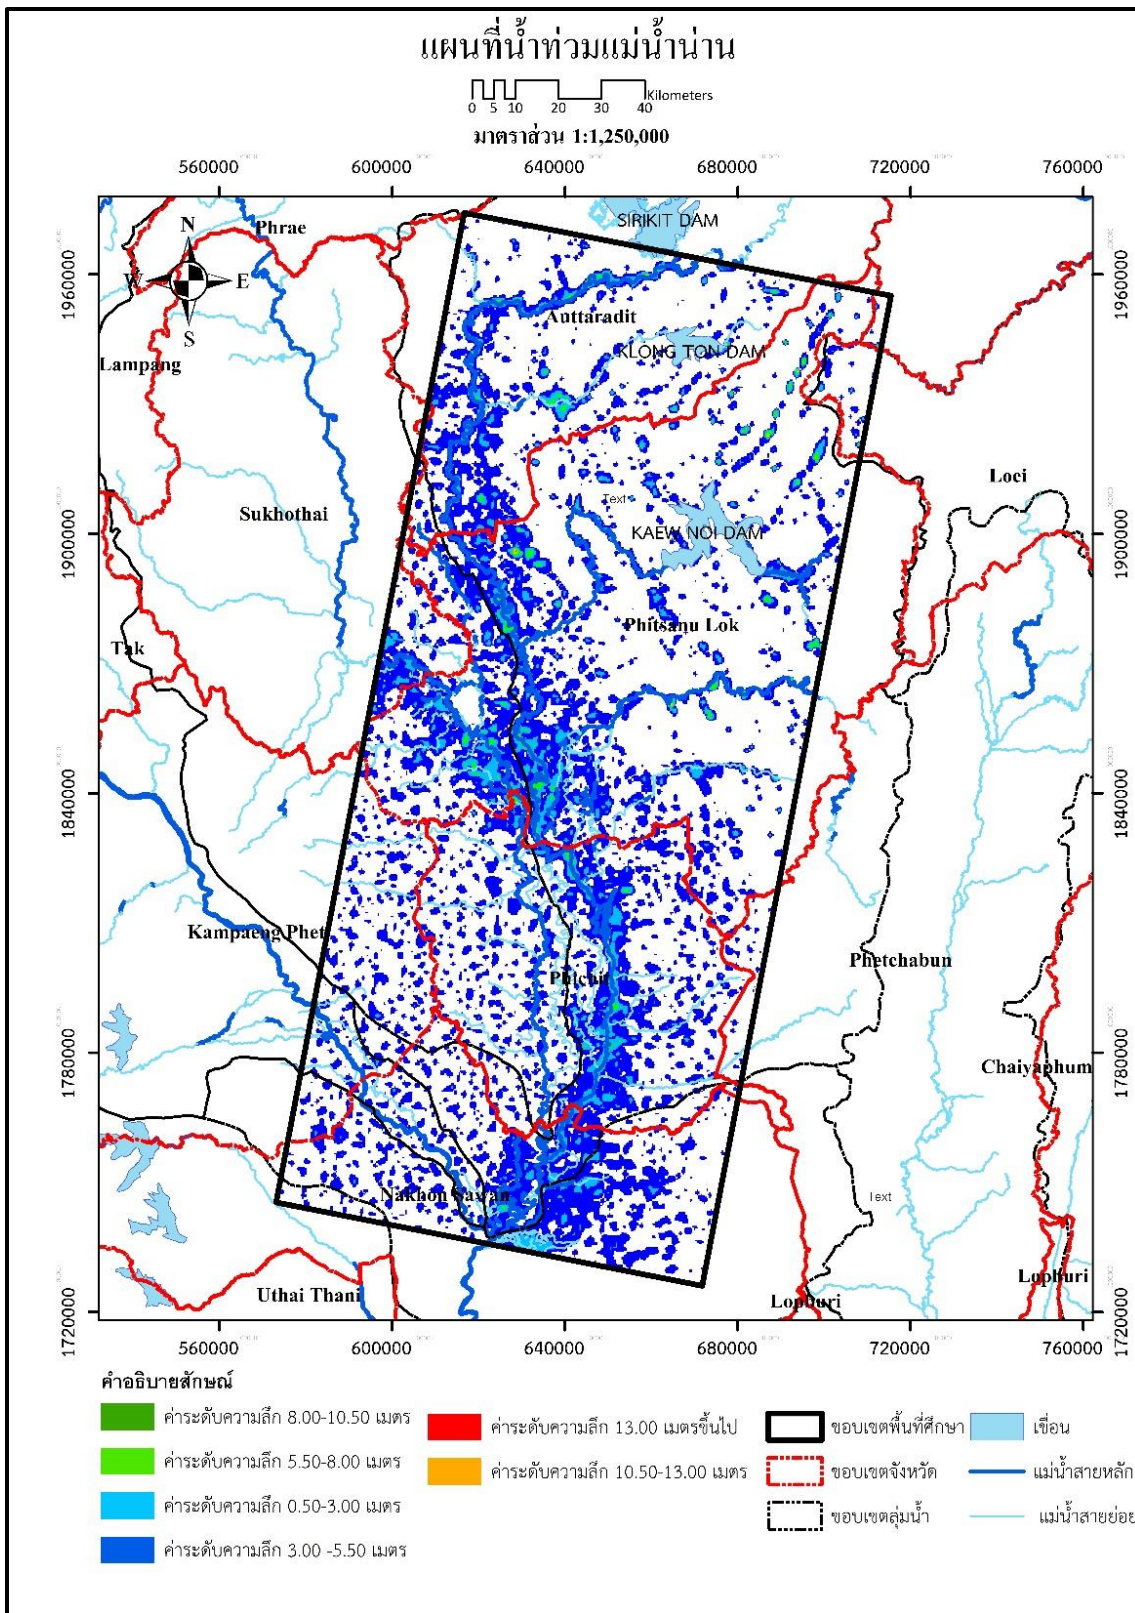 แผนที่น้ำท่วมแม่น้ำน่าน
Kilometers
0 5 10 20 30 40
มาตราส่วน 1:1,250,000
560000 600000 640000 680000 720000 760000
1960000 1960000
1900000 1900000
1840000 1840000
1780000 1780000
1720000 1720000
N
W E
S
Phrae
SIRIKIT DAM
Auttaradit
KLONG TON DAM
Lampang
Loei
Text
Sukhothai
KAEW NOI DAM
Phitsanu Lok
Tak
Kampaeng Phet
Phetchabun
Phichit
Chaiyaphum
Nakhon Sawan
Text
Uthai Thani
Lopburi
Lopburi
560000 600000 640000 680000 720000 760000
คำอธิบายสักษณ์
ค่าระดับความลึก 8.00-10.50 เมตร
ค่าระดับความลึก 5.50-8.00 เมตร
ค่าระดับความลึก 0.50-3.00 เมตร
ค่าระดับความลึก 3.00 -5.50 เมตร
ค่าระดับความลึก 13.00 เมตรขึ้นไป
ค่าระดับความลึก 10.50-13.00 เมตร
ขอบเขตพื้นที่ศึกษา
ขอบเขตจังหวัด
ขอบเขตลุ่มน้ำ
เขื่อน
แม่น้ำสายหลัก
แม่น้ำสายย่อย